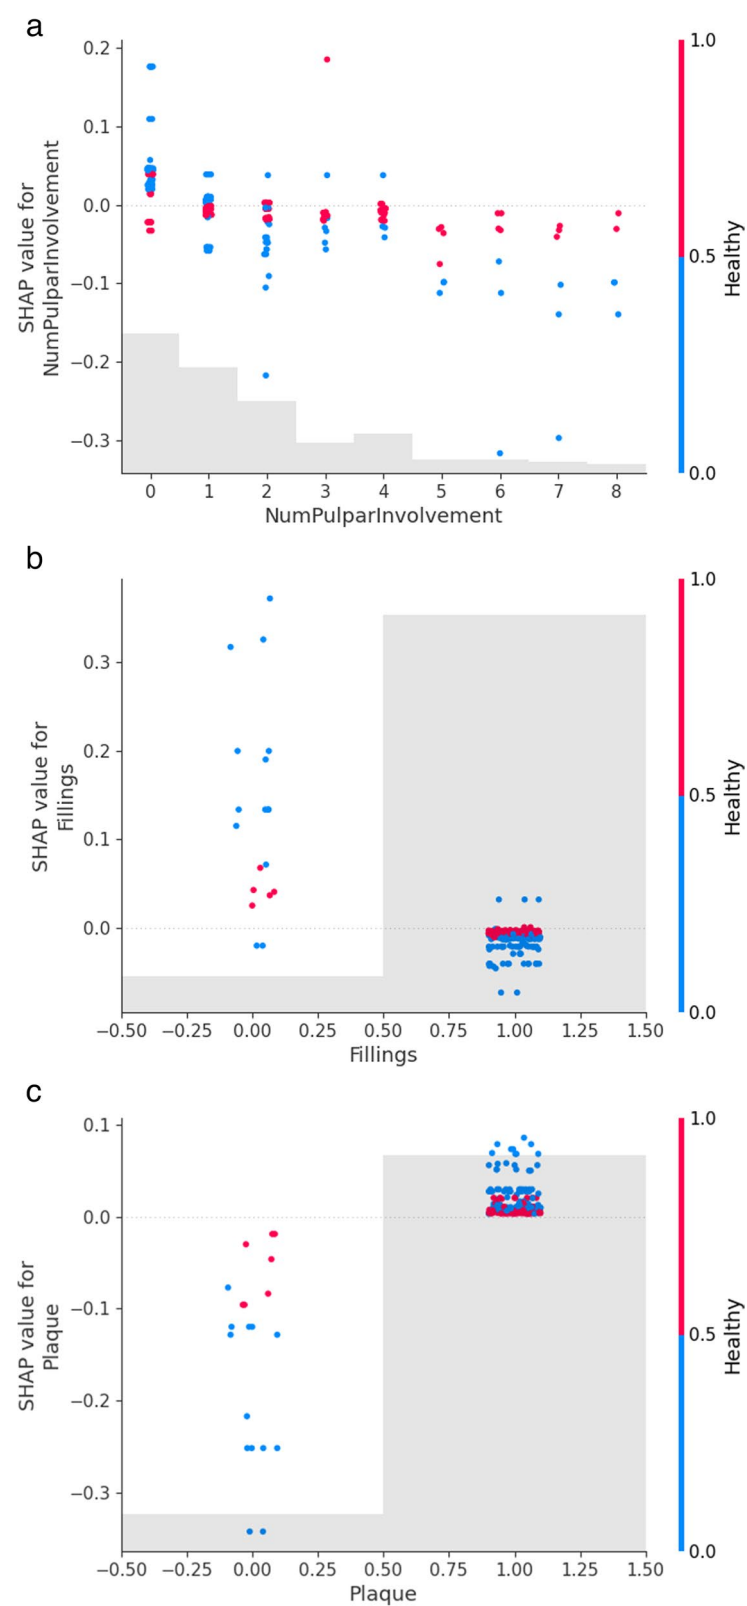 a
0.2
0.1
0.0
−0.1
−0.2
−0.3
SHAP value for
NumPulparInvolvement
0 1 2 3 4 5 6 7 8
NumPulparInvolvement
1.0
0.5
0.0
Healthy
b
0.3
0.2
0.1
0.0
SHAP value for
Fillings
−0.50 −0.25 0.00 0.25 0.50 0.75 1.00 1.25 1.50
Fillings
1.0
0.5
0.0
Healthy
c
0.1
0.0
−0.1
−0.2
−0.3
SHAP value for
Plaque
−0.50 −0.25 0.00 0.25 0.50 0.75 1.00 1.25 1.50
Plaque
1.0
0.5
0.0
Healthy